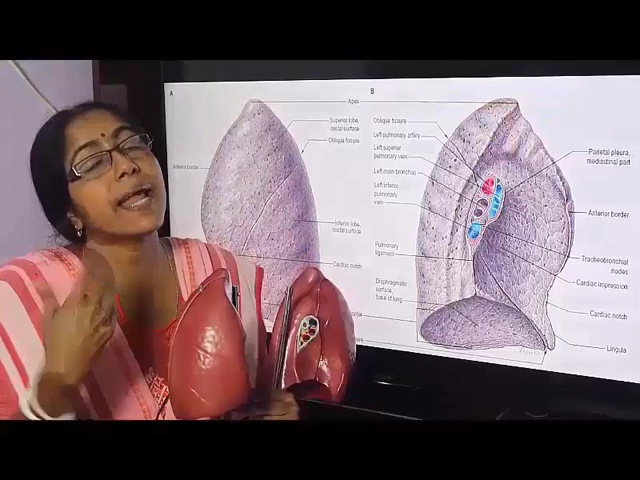 A
B
Apex
Superior lobe,
costal surface
Oblique fissure
Anterior border
Inferior lobe,
costal surface
Cardiac notch
Oblique fissure
Left pulmonary artery
Left superior
pulmonary vein
Left main bronchus
Left inferior
pulmonary
vein
Pulmonary
ligament
Diaphragmatic
surface,
base of lung
Parietal pleura,
mediastinal part
Anterior border
Tracheobronchial
nodes
Cardiac impression
Cardiac notch
Lingula